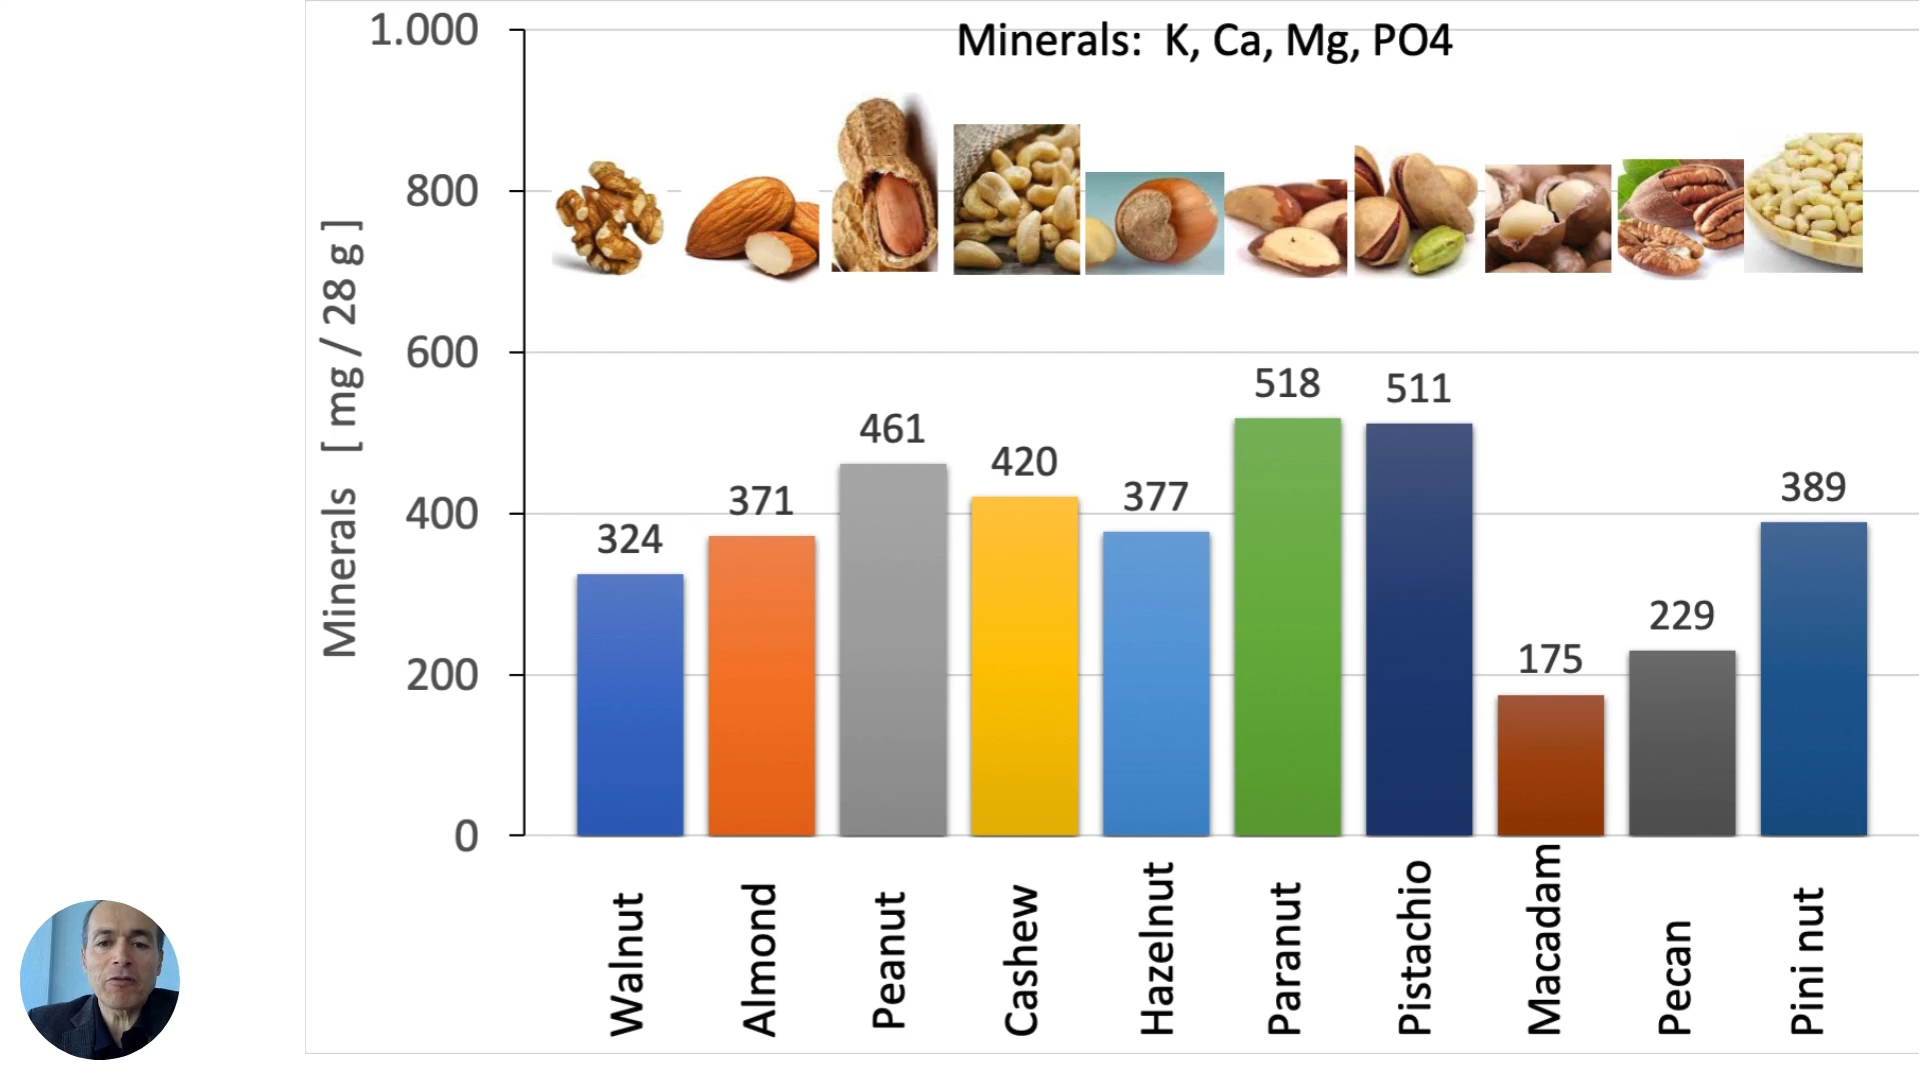 Minerals: K, Ca, Mg, PO4
Minerals [ mg / 28 g ]
1.000
800
600
400
200
0
324
371
461
420
377
518
511
175
229
389
Walnut
Almond
Peanut
Cashew
Hazelnut
Paranut
Pistachio
Macadam
Pecan
Pini nut